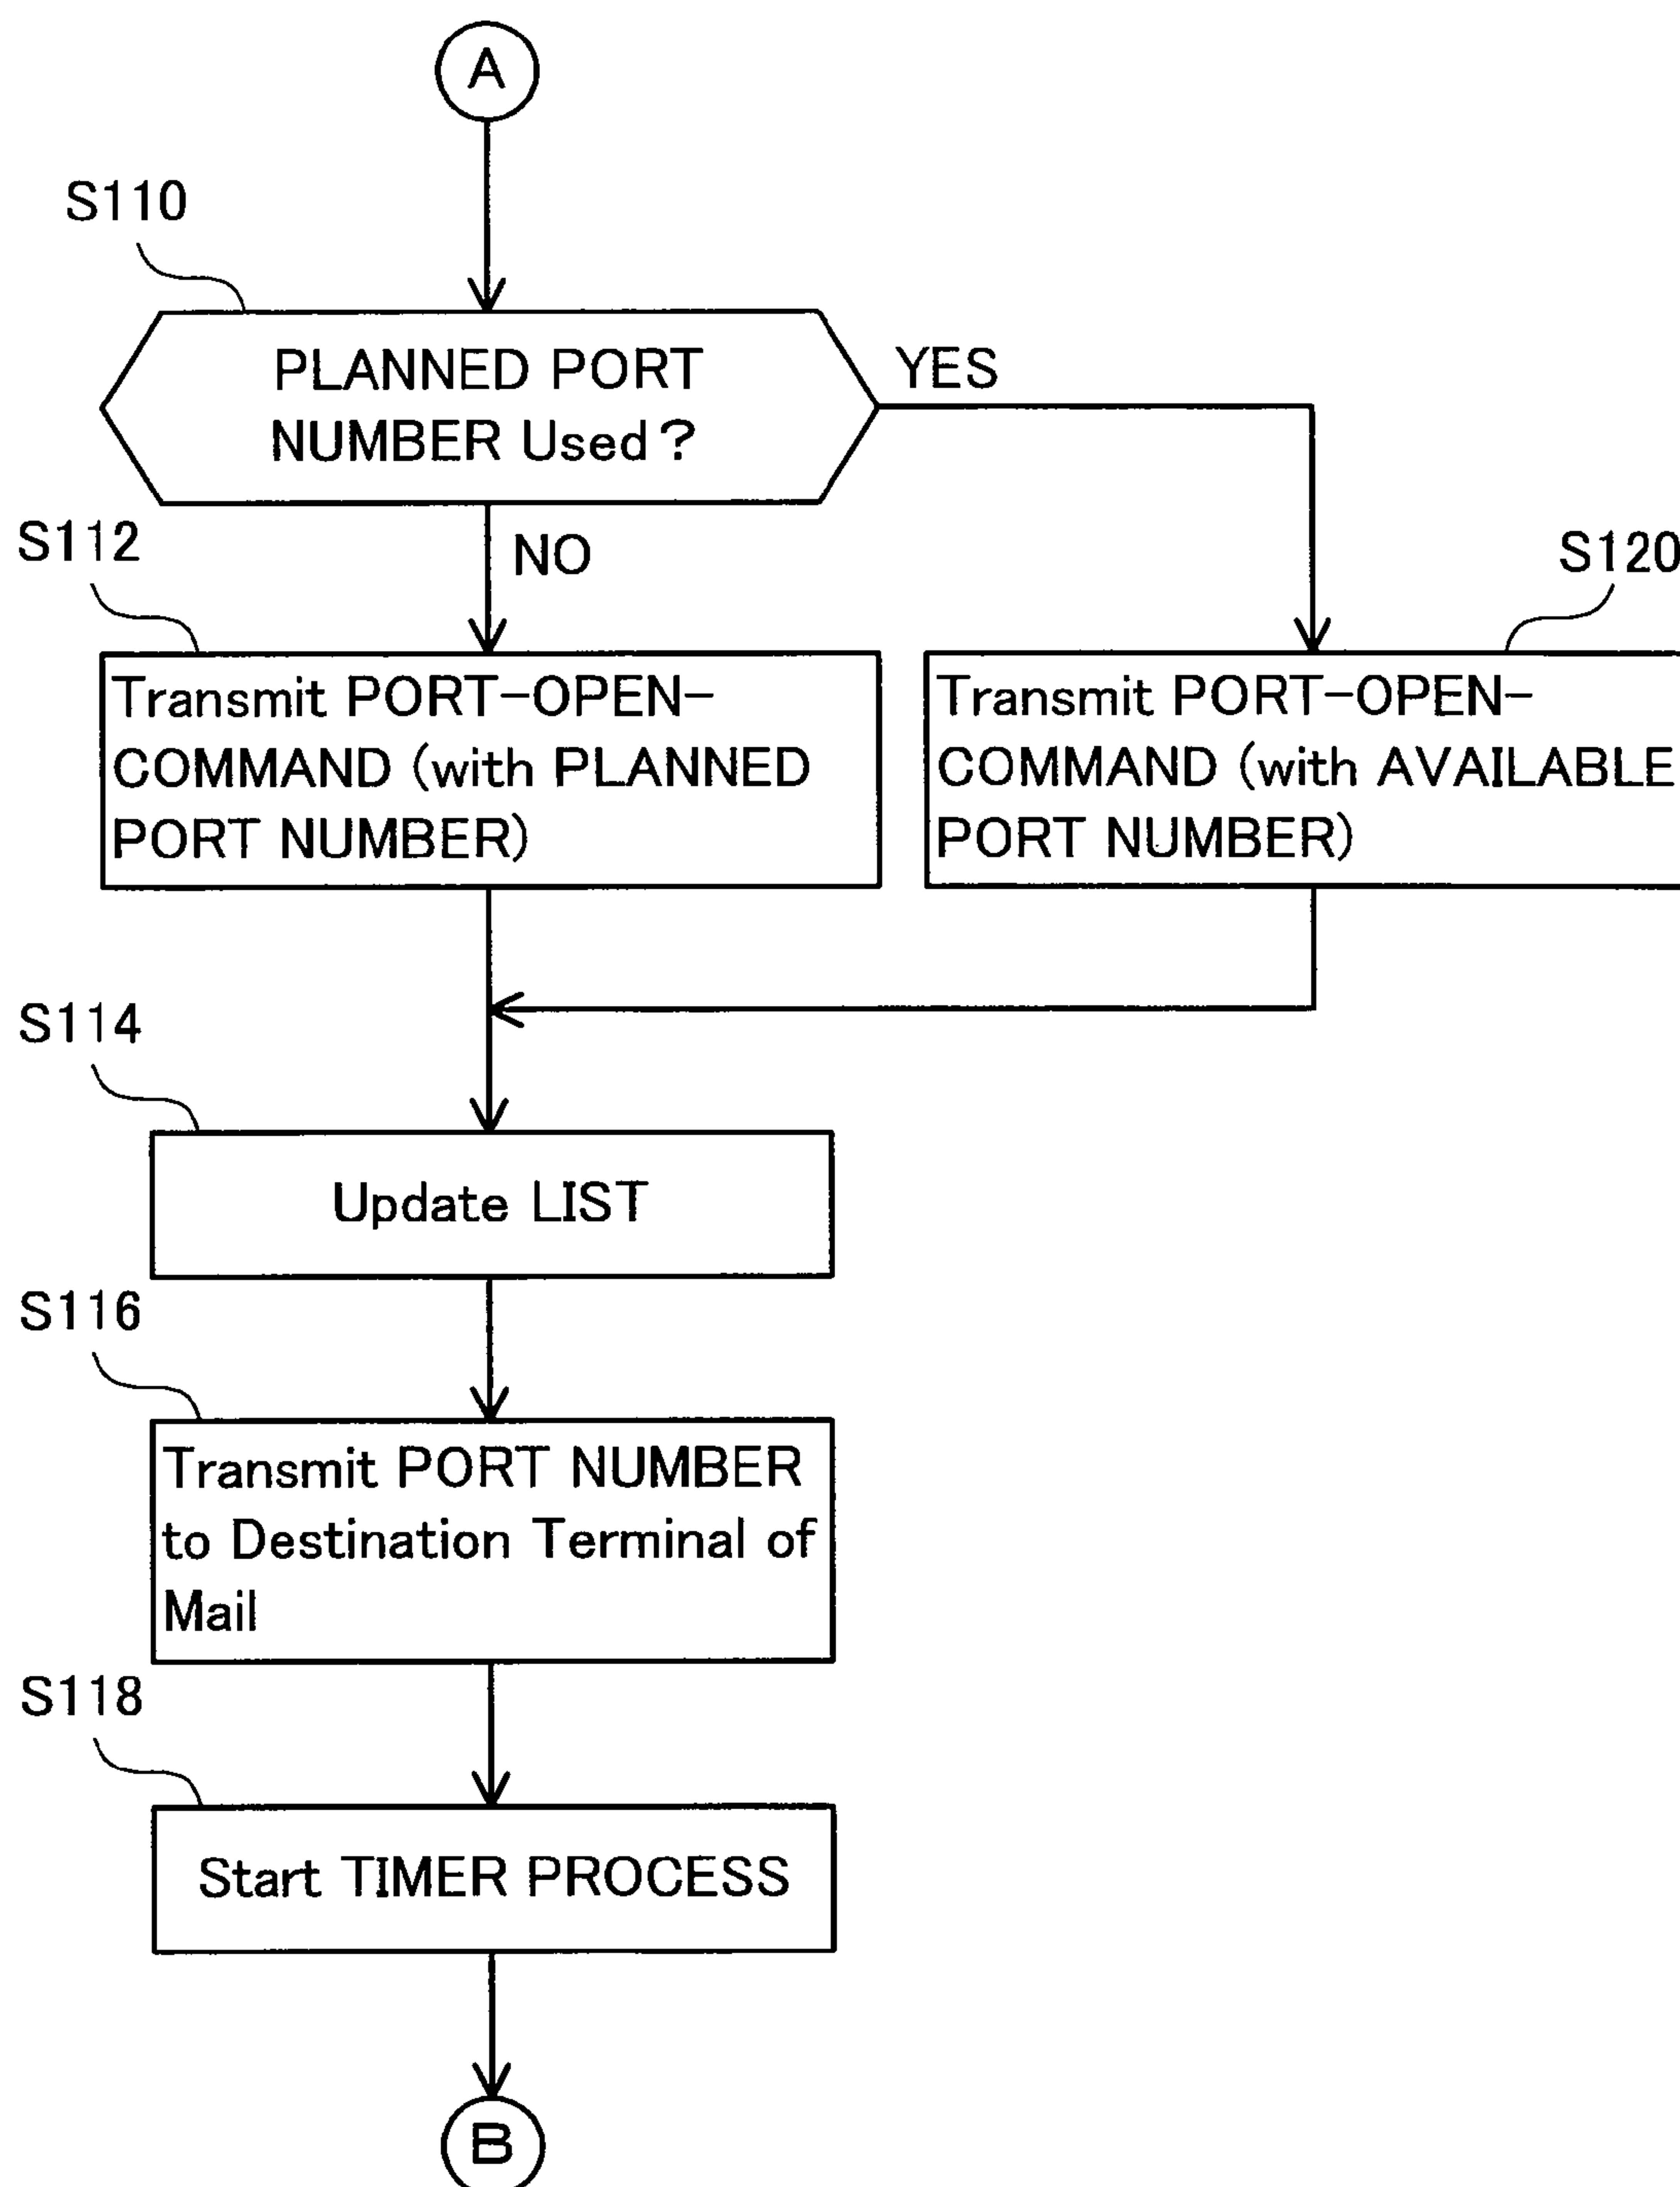 A
S110
PLANNED PORT
NUMBER Used?
YES
S112
NO
S120
Transmit PORT-OPEN-
COMMAND (with PLANNED
PORT NUMBER)
Transmit PORT-OPEN-
COMMAND (with AVAILABLE
PORT NUMBER)
S114
Update LIST
S116
Transmit PORT NUMBER
to Destination Terminal of
Mail
S118
Start TIMER PROCESS
B